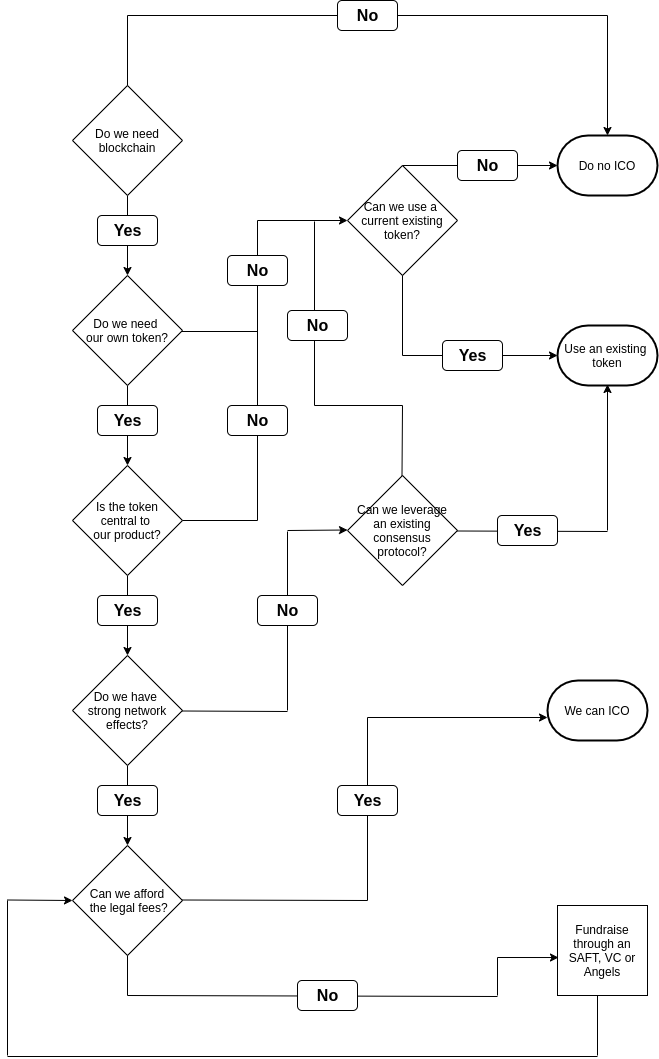 No
Do we need
blockchain
Yes
Do we need
our own token?
No
Can we use a
current existing
token?
No
Do no ICO
No
Yes
Use an existing
token
Yes
No
Is the token
central to
our product?
Can we leverage
an existing
consensus
protocol?
Yes
Yes
No
Do we have
strong network
effects?
We can ICO
Yes
Yes
Can we afford
the legal fees?
No
Fundraise
through an
SAFT, VC or
Angels